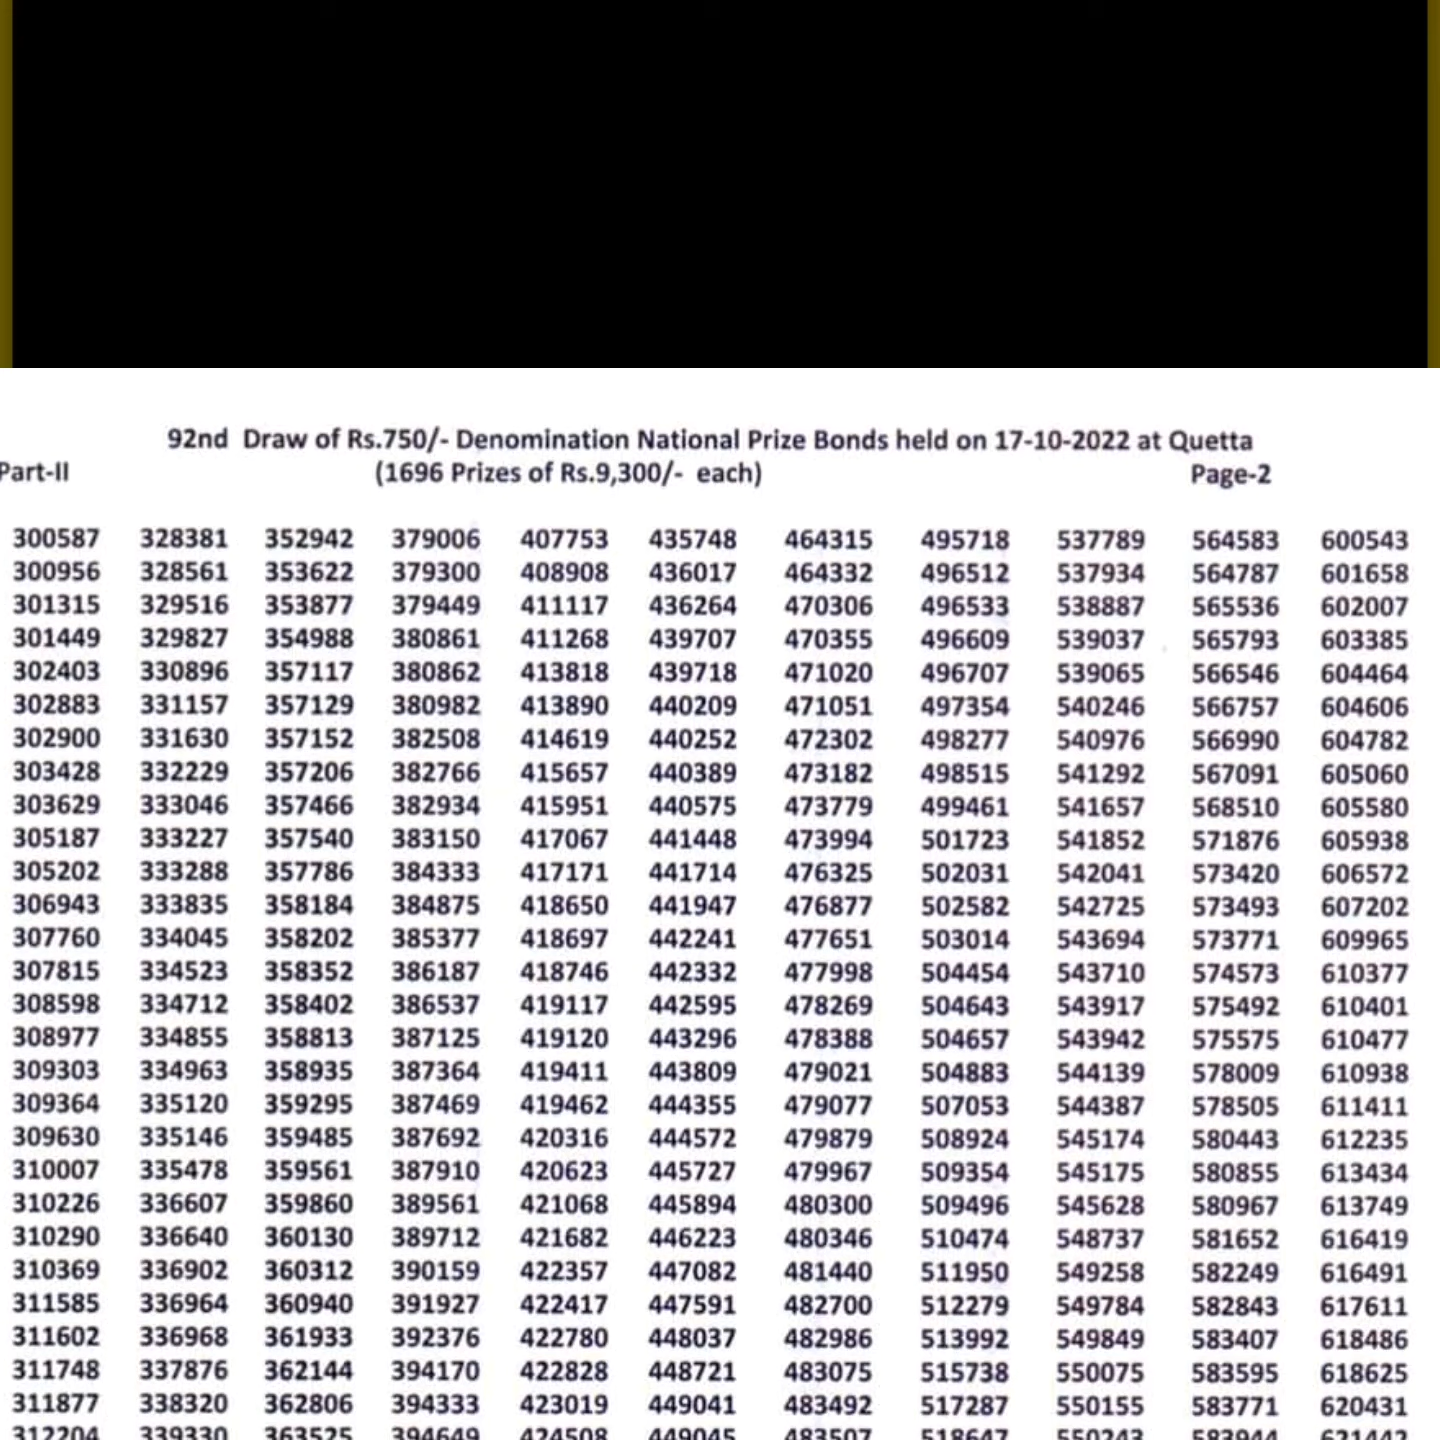 92nd Draw of Rs.750/- Denomination National Prize Bonds held on 17-10-2022 at Quetta
Part-II (1696 Prizes of Rs.9,300/- each) Page-2
300587 328381 352942 379006 407753 435748 464315 495718 537789 564583 600543
300956 328561 353622 379300 408908 436017 464332 496512 537934 564787 601658
301315 329516 353877 379449 411117 436264 470306 496533 538887 565536 602007
301449 329827 354988 380861 411268 439707 470355 496609 539037 565793 603385
302403 330896 357117 380862 413818 439718 471020 496707 539065 566546 604464
302883 331157 357129 380982 413890 440209 471051 497354 540246 566757 604606
302900 331630 357152 382508 414619 440252 472302 498277 540976 566990 604782
303428 332229 357206 382766 415657 440389 473182 498515 541292 567091 605060
303629 333046 357466 382934 415951 440575 473779 499461 541657 568510 605580
305187 333227 357540 383150 417067 441448 473994 501723 541852 571876 605938
305202 333288 357786 384333 417171 441714 476325 502031 542041 573420 606572
306943 333835 358184 384875 418650 441947 476877 502582 542725 573493 607202
307760 334045 358202 385377 418697 442241 477651 503014 543694 573771 609965
307815 334523 358352 386187 418746 442332 477998 504454 543710 574573 610377
308598 334712 358402 386537 419117 442595 478269 504643 543917 575492 610401
308977 334855 358813 387125 419120 443296 478388 504657 543942 575575 610477
309303 334963 358935 387364 419411 443809 479021 504883 544139 578009 610938
309364 335120 359295 387469 419462 444355 479077 507053 544387 578505 611411
309630 335146 359485 387692 420316 444572 479879 508924 545174 580443 612235
310007 335478 359561 387910 420623 445727 479967 509354 545175 580855 613434
310226 336607 359860 389561 421068 445894 480300 509496 545628 580967 613749
310290 336640 360130 389712 421682 446223 480346 510474 548737 581652 616419
310369 336902 360312 390159 422357 447082 481440 511950 549258 582249 616491
311585 336964 360940 391927 422417 447591 482700 512279 549784 582843 617611
311602 336968 361933 392376 422780 448037 482986 513992 549849 583407 618486
311748 337876 362144 394170 422828 448721 483075 515738 550075 583595 618625
311877 338320 362806 394333 423019 449041 483492 517287 550155 583771 620431
312204 339330 363525 394649 424508 449045 483507 518647 550243 583944 621442